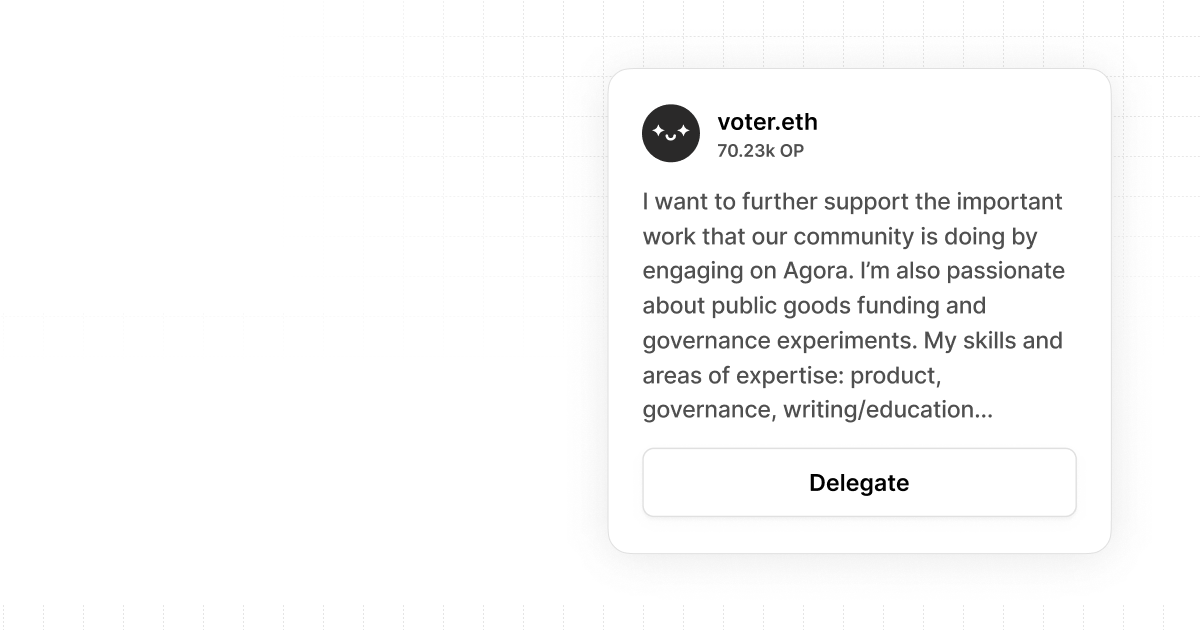 voter.eth
70.23k OP
I want to further support the important
work that our community is doing by
engaging on Agora. I’m also passionate
about public goods funding and
governance experiments. My skills and
areas of expertise: product,
governance, writing/education...
Delegate